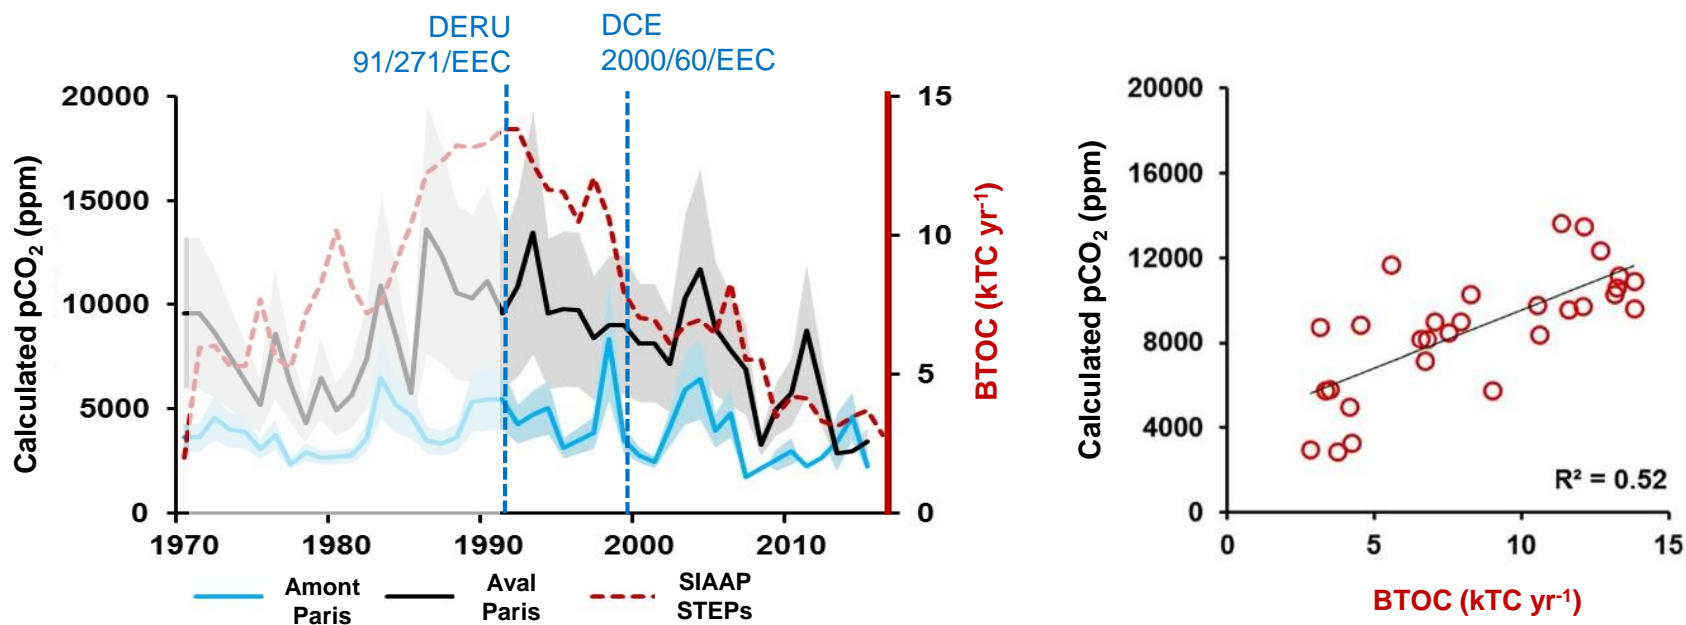 DERU
91/271/EEC
DCE
2000/60/EEC
Calculated pCO₂ (ppm)
20000
15000
10000
5000
0
15
10
5
0
BTOC (kTC yr⁻¹)
1970
1980
1990
2000
2010
Amont
Paris
Aval
Paris
SIAAP
STEPs
Calculated pCO₂ (ppm)
20000
16000
12000
8000
4000
0
R² = 0.52
0
5
10
15
BTOC (kTC yr⁻¹)